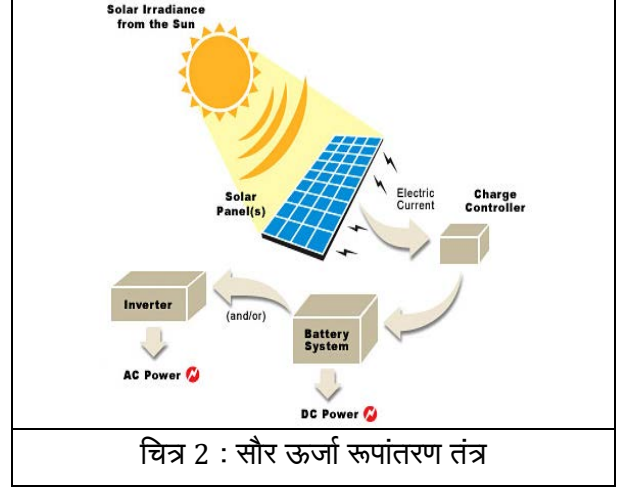 Solar Irradiance
from the Sun
Solar
Panel(s)
Electric
Current
Charge
Controller
Inverter
(and/or)
Battery
System
AC Power
DC Power
चित्र 2 : सौर ऊर्जा रूपांतरण तंत्र